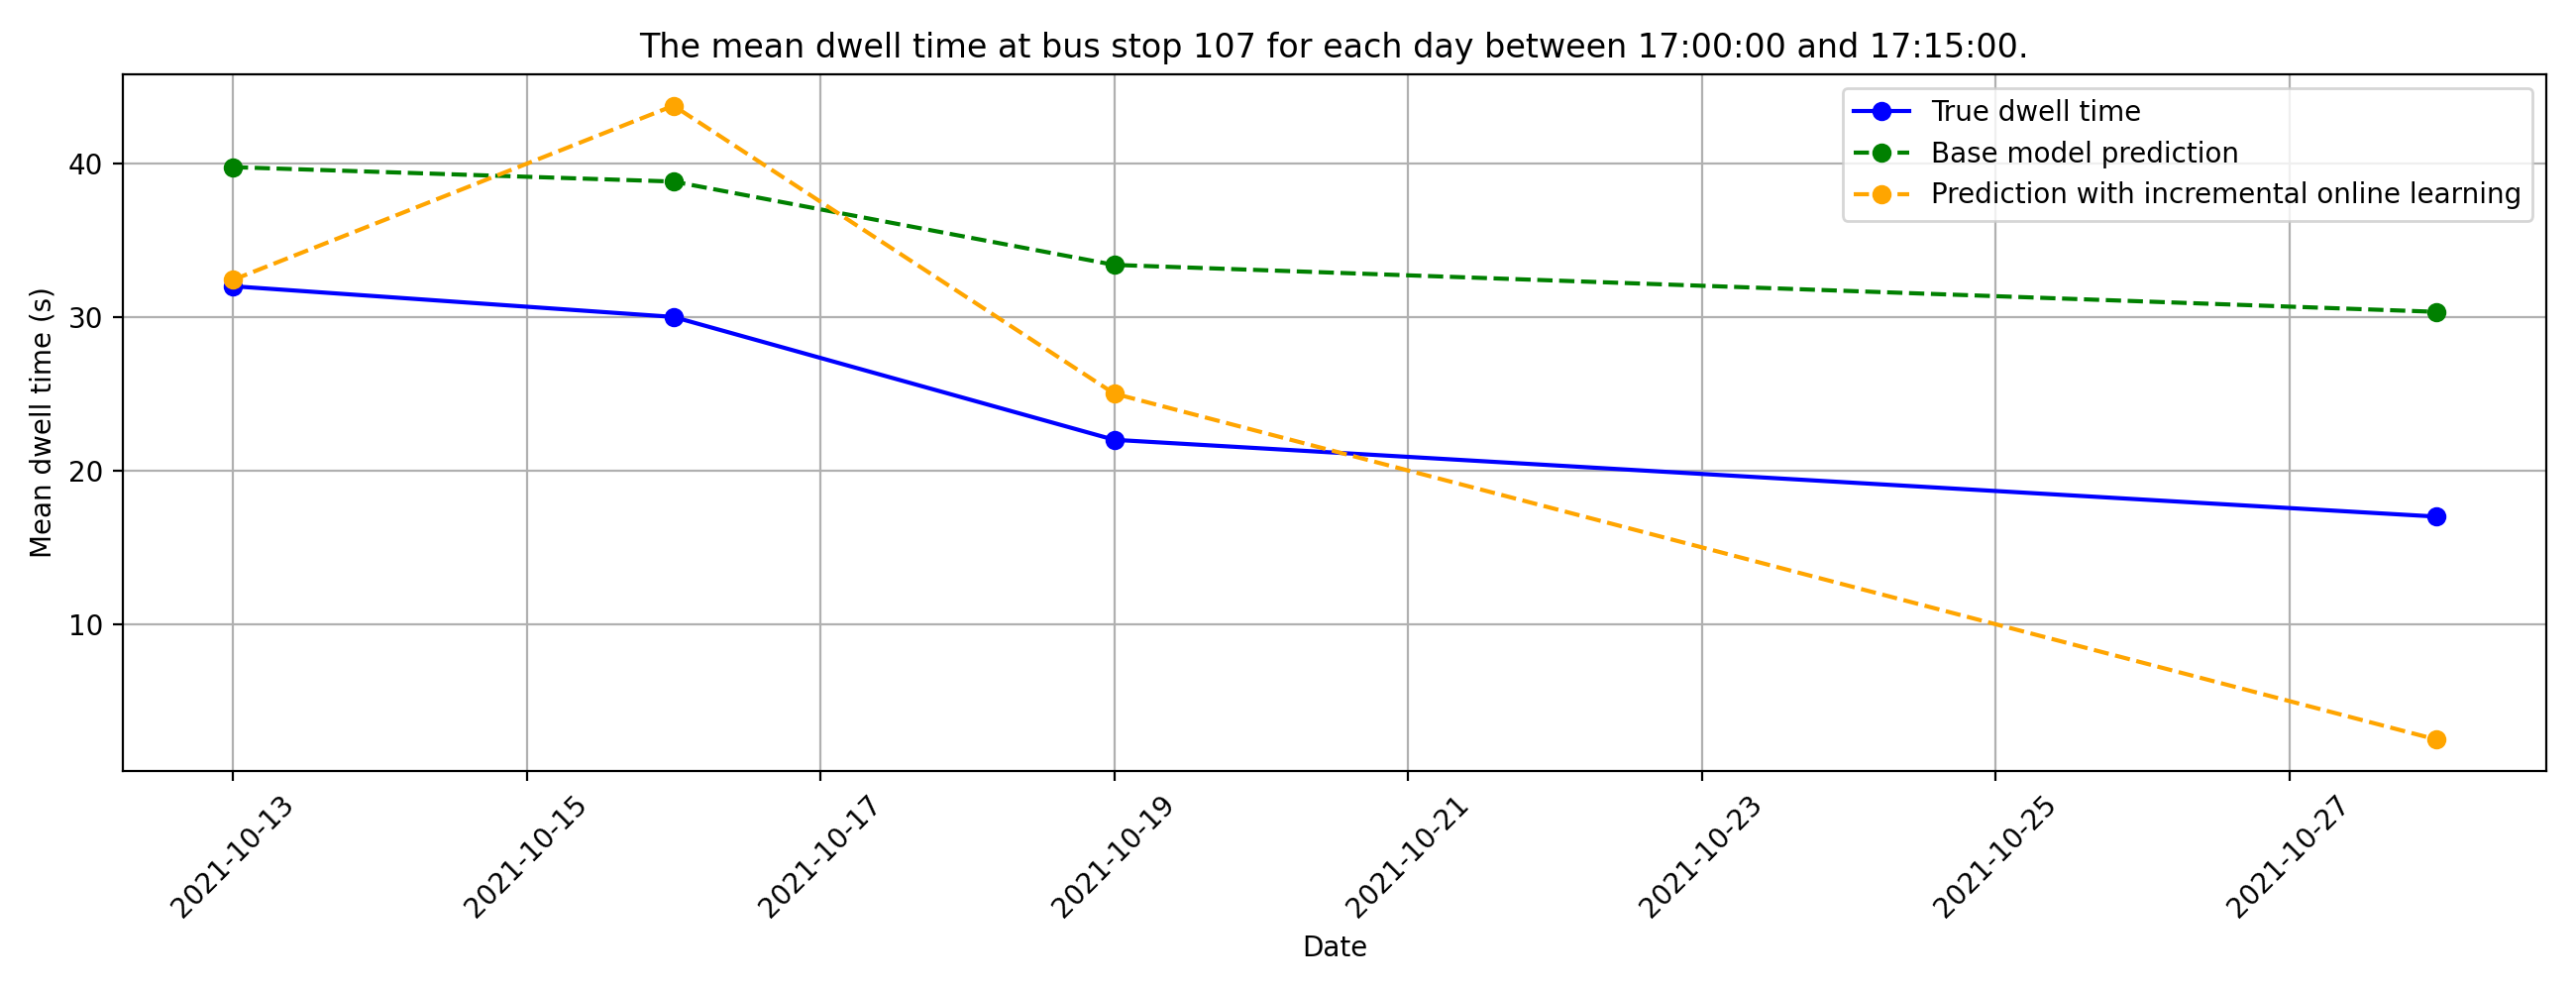 The mean dwell time at bus stop 107 for each day between 17:00:00 and 17:15:00.
True dwell time
Base model prediction
Prediction with incremental online learning
Mean dwell time (s)
40
30
20
10
2021-10-13
2021-10-15
2021-10-17
2021-10-19
2021-10-21
2021-10-23
2021-10-25
2021-10-27
Date